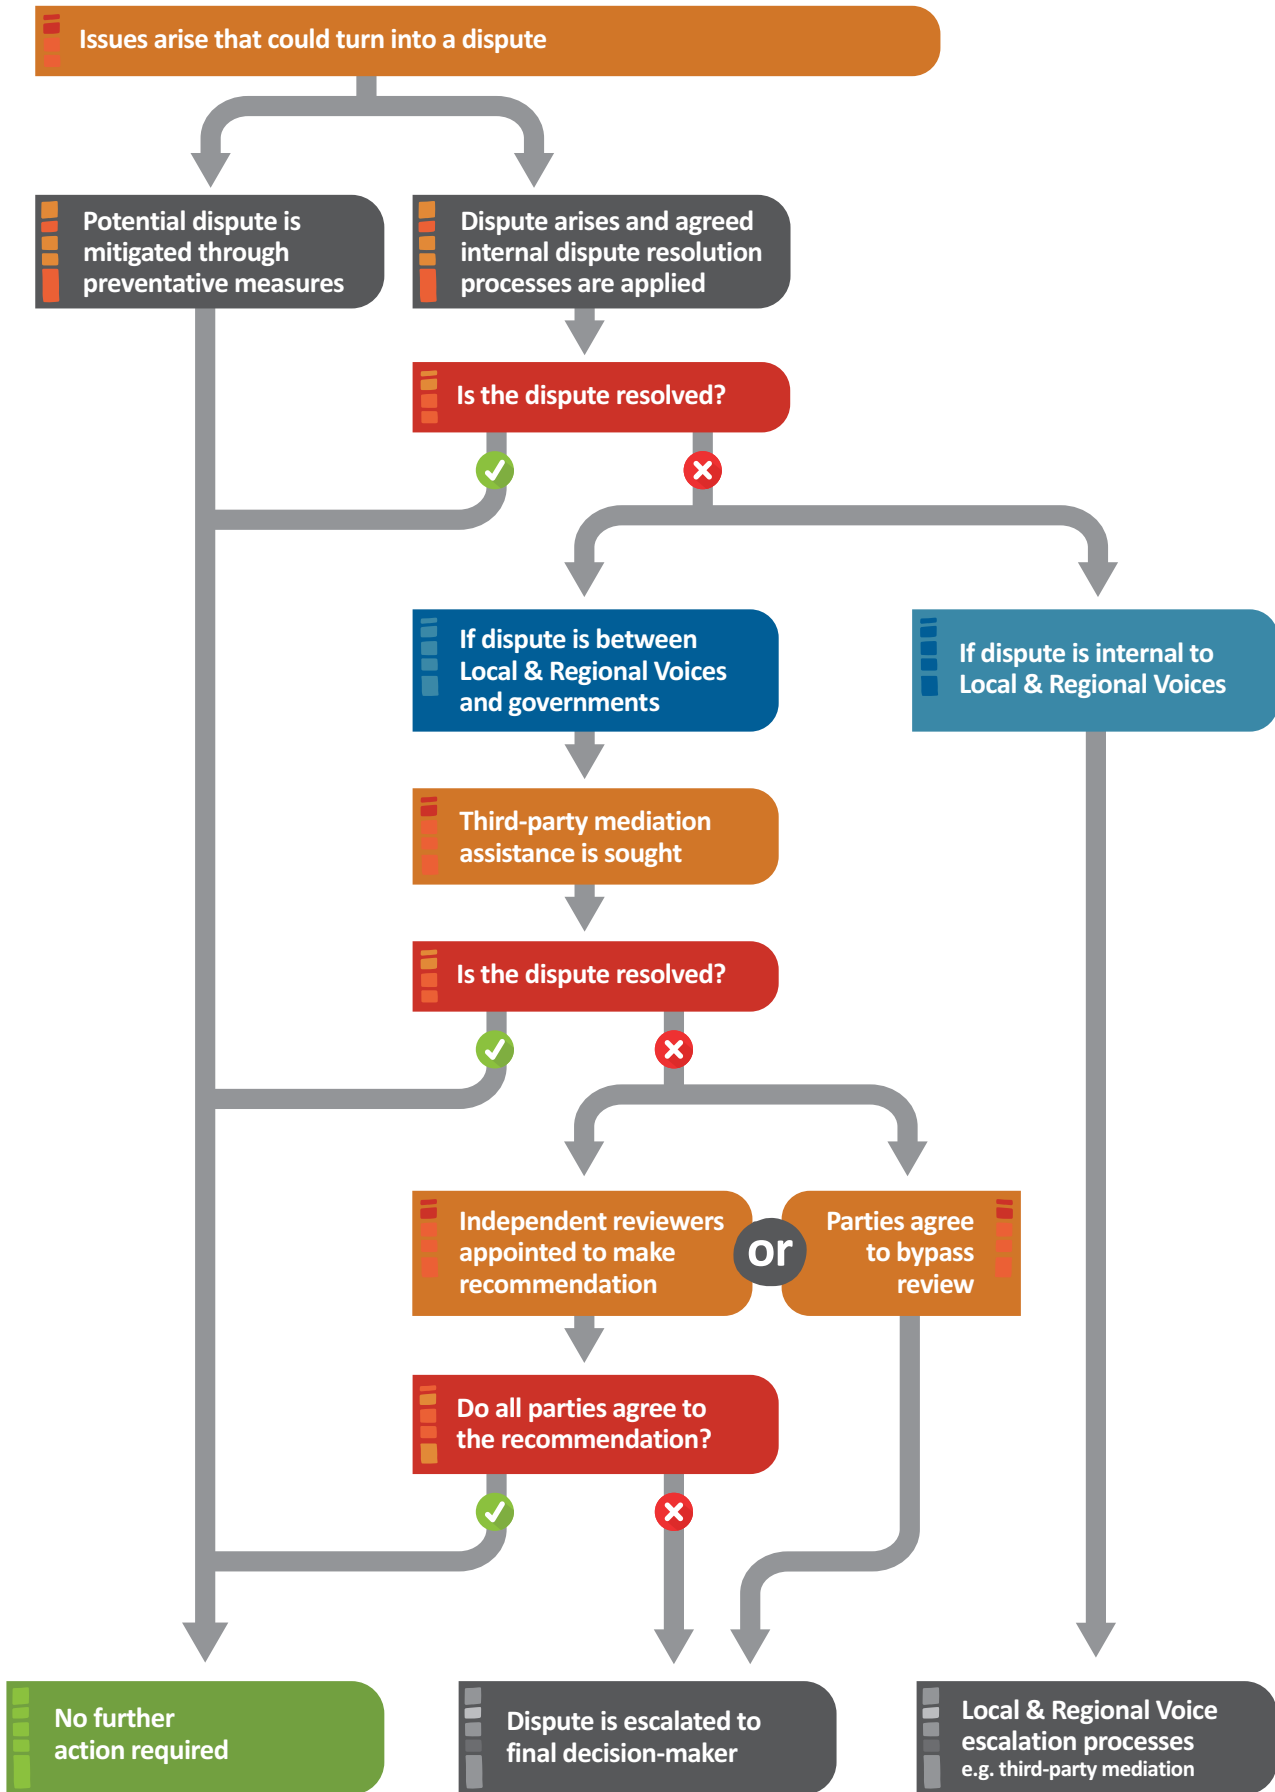 Issues arise that could turn into a dispute
Potential dispute is
mitigated through
preventative measures
Dispute arises and agreed
internal dispute resolution
processes are applied
Is the dispute resolved?
If dispute is between
Local & Regional Voices
and governments
If dispute is internal to
Local & Regional Voices
Third-party mediation
assistance is sought
Is the dispute resolved?
Independent reviewers
appointed to make
recommendation
or
Parties agree
to bypass
review
Do all parties agree to
the recommendation?
No further
action required
Dispute is escalated to
final decision-maker
Local & Regional Voice
escalation processes
e.g. third-party mediation